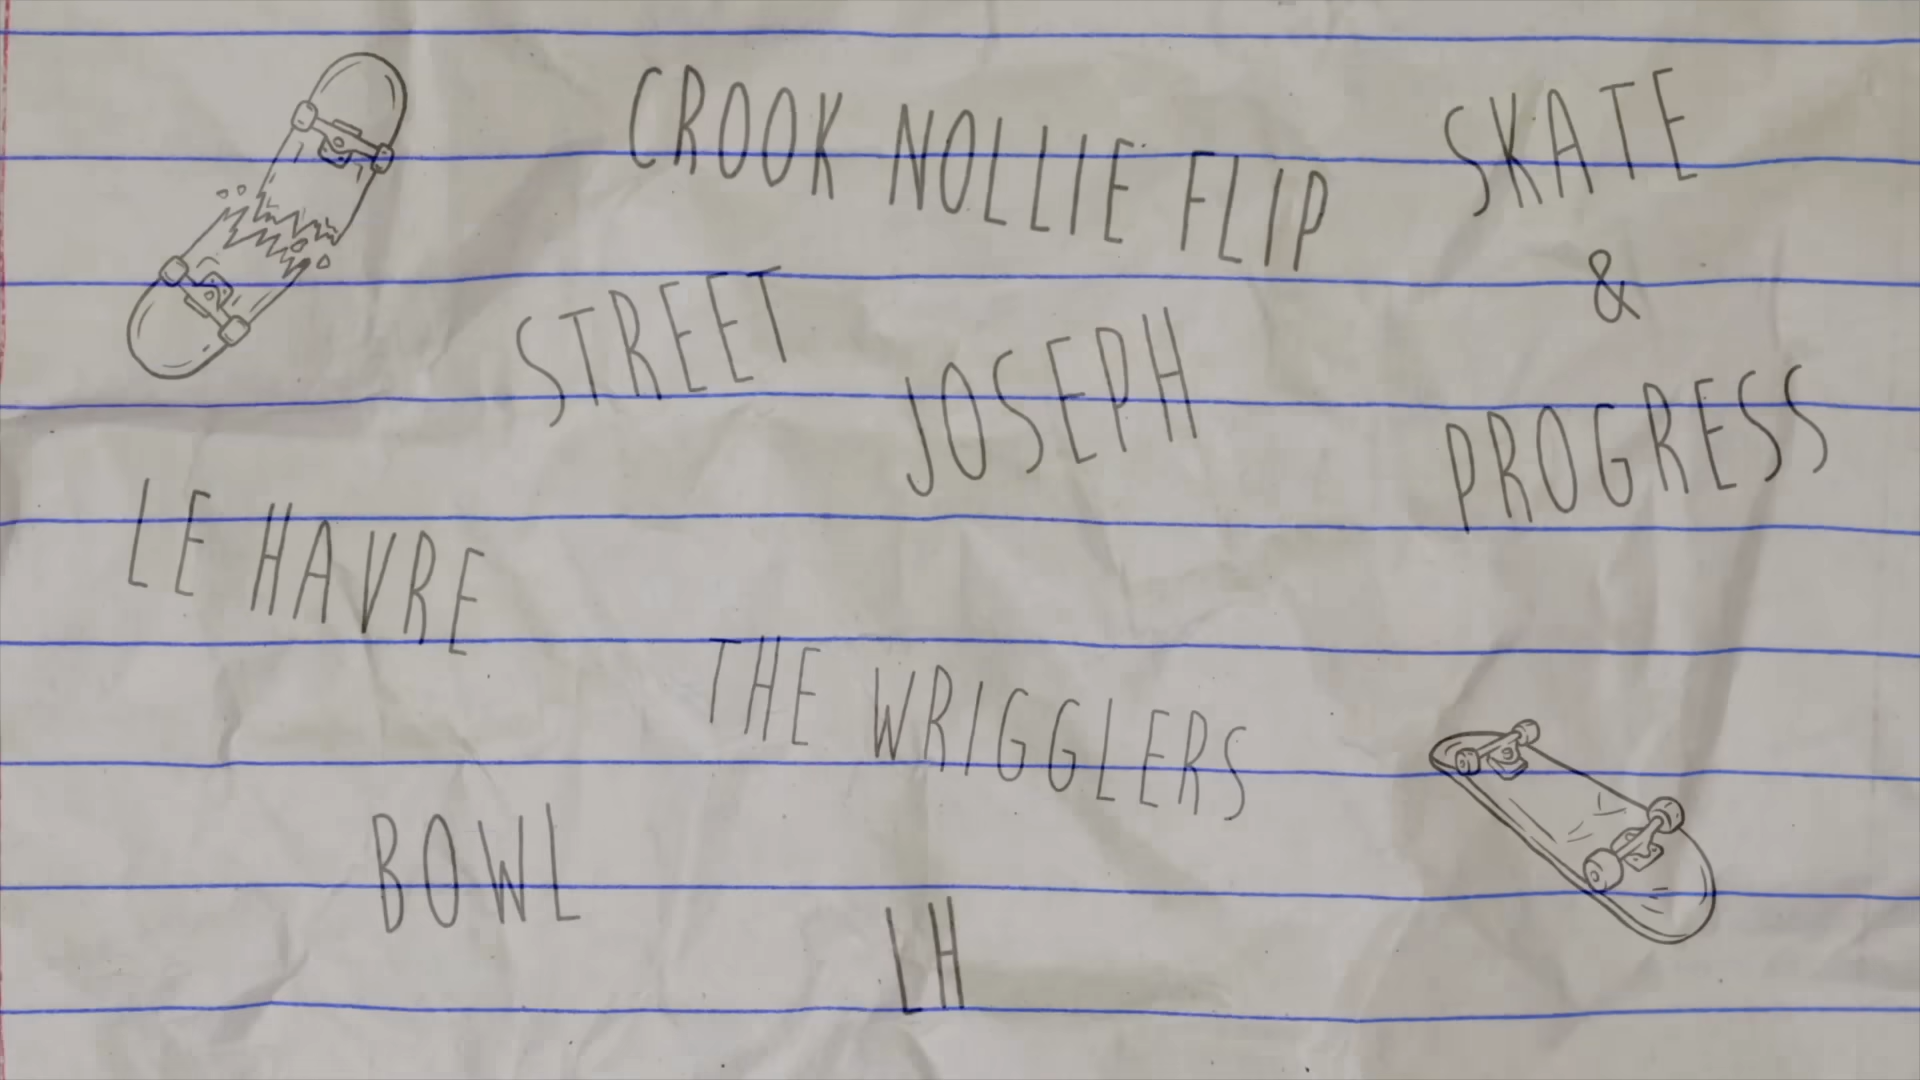 CROOK NOLLIE FLIP
SKATE
&
PROGRESS
STREET
JOSEPH
LE HAVRE
THE WRIGGLERS
BOWL
LH